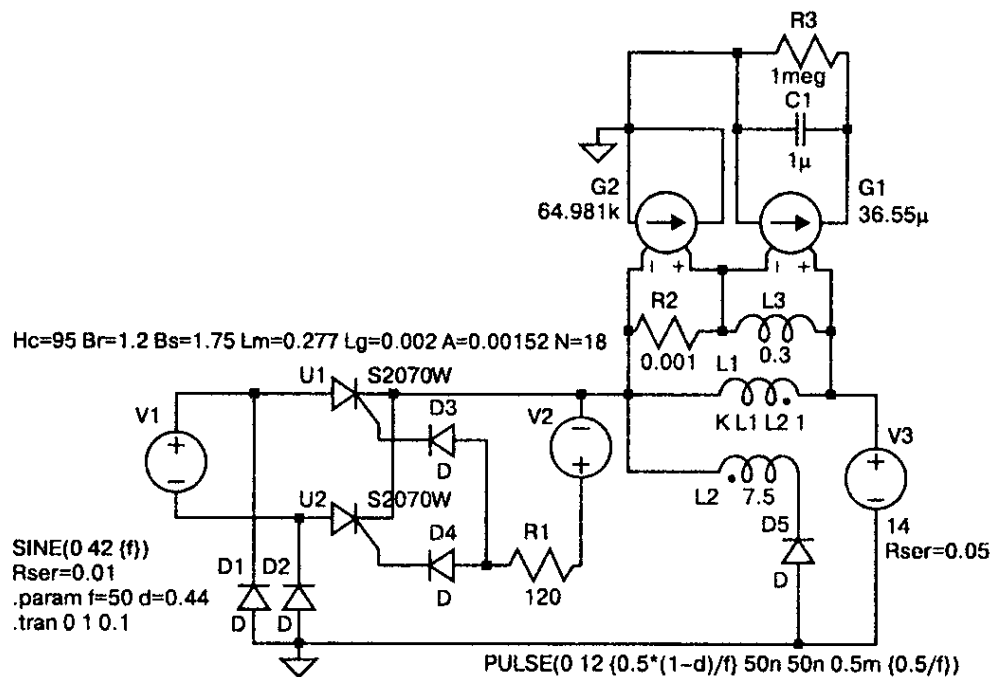 R3
1meg
C1
1µ
G2
64.981k
G1
36.55µ
R2
0.001
L3
0.3
Hc=95 Br=1.2 Bs=1.75 Lm=0.277 Lg=0.002 A=0.00152 N=18
L1
K L1 L2 1
U1
S2070W
D3
D
V1
V2
V3
14
Rser=0.05
L2
7.5
U2
S2070W
D4
D
R1
120
D5
D
SINE(0 42 {f})
Rser=0.01
.param f=50 d=0.44
.tran 0 1 0.1
D1
D
D2
D
PULSE(0 12 {0.5*(1-d)/f} 50n 50n 0.5m {0.5/f})